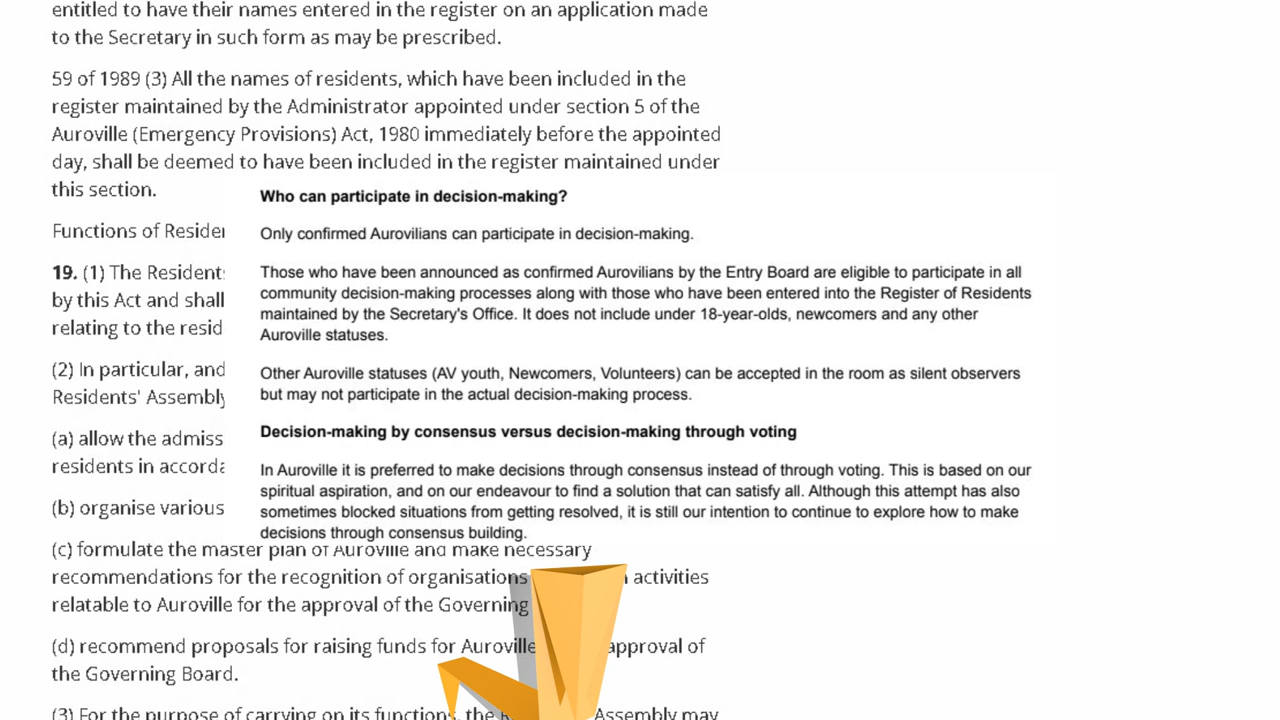 entitled to have their names entered in the register on an application made
to the Secretary in such form as may be prescribed.
59 of 1989 (3) All the names of residents, which have been included in the
register maintained by the Administrator appointed under section 5 of the
Auroville (Emergency Provisions) Act, 1980 immediately before the appointed
day, shall be deemed to have been included in the register maintained under
this section.
Functions of
19. (1) The
by this Act and shall
relating to the
(2) In particular, and
Residents'
(a) allow the
residents in
(b) organise various
Who can participate in decision-making?
Only confirmed Aurovilians can participate in decision-making.
Those who have been announced as confirmed Aurovilians by the Entry Board are eligible to participate in all
community decision-making processes along with those who have been entered into the Register of Residents
maintained by the Secretary's Office. It does not include under 18-year-olds, newcomers and any other
Auroville statuses.
Other Auroville statuses (AV youth, Newcomers, Volunteers) can be accepted in the room as silent observers
but may not participate in the actual decision-making process.
Decision-making by consensus versus decision-making through voting
In Auroville it is preferred to make decisions through consensus instead of through voting. This is based on our
spiritual aspiration, and on our endeavour to find a solution that can satisfy all. Although this attempt has also
sometimes blocked situations from getting resolved, it is still our intention to continue to explore how to make
decisions through consensus building.
(c) formulate the master plan of Auroville and make necessary
recommendations for the recognition of organisations activities
relatable to Auroville for the approval of the Governing
(d) recommend proposals for raising funds for Auroville approval of
the Governing Board.
(3) For the purpose of carrying on its functions, the Assembly may